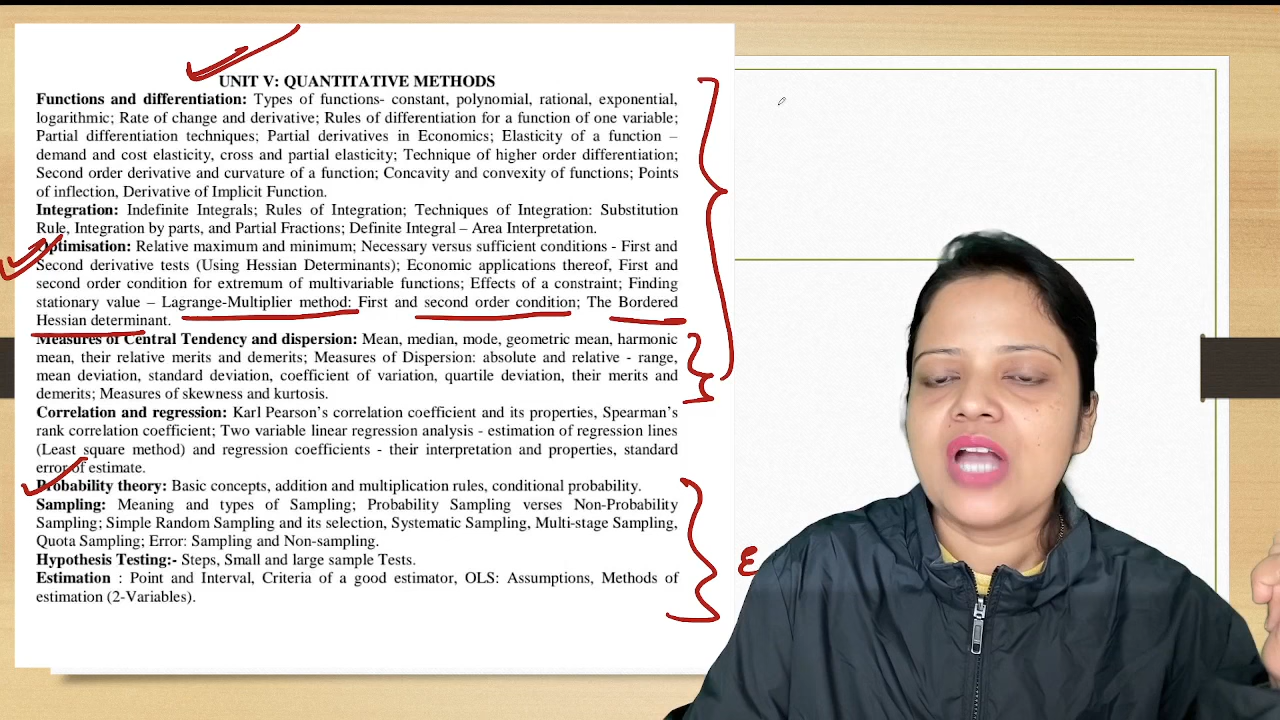 UNIT V: QUANTITATIVE METHODS
Functions and differentiation: Types of functions- constant, polynomial, rational, exponential,
logarithmic; Rate of change and derivative; Rules of differentiation for a function of one variable;
Partial differentiation techniques; Partial derivatives in Economics; Elasticity of a function –
demand and cost elasticity, cross and partial elasticity; Technique of higher order differentiation;
Second order derivative and curvature of a function; Concavity and convexity of functions; Points
of inflection, Derivative of Implicit Function.
Integration: Indefinite Integrals; Rules of Integration; Techniques of Integration: Substitution
Rule, Integration by parts, and Partial Fractions; Definite Integral – Area Interpretation.
Optimisation: Relative maximum and minimum; Necessary versus sufficient conditions - First and
Second derivative tests (Using Hessian Determinants); Economic applications thereof, First and
second order condition for extremum of multivariable functions; Effects of a constraint; Finding
stationary value – Lagrange-Multiplier method: First and second order condition; The Bordered
Hessian determinant.
Measures of Central Tendency and dispersion: Mean, median, mode, geometric mean, harmonic
mean, their relative merits and demerits; Measures of Dispersion: absolute and relative - range,
mean deviation, standard deviation, coefficient of variation, quartile deviation, their merits and
demerits; Measures of skewness and kurtosis.
Correlation and regression: Karl Pearson's correlation coefficient and its properties, Spearman's
rank correlation coefficient; Two variable linear regression analysis - estimation of regression lines
(Least square method) and regression coefficients - their interpretation and properties, standard
error of estimate.
Probability theory: Basic concepts, addition and multiplication rules, conditional probability.
Sampling: Meaning and types of Sampling; Probability Sampling verses Non-Probability
Sampling; Simple Random Sampling and its selection, Systematic Sampling, Multi-stage Sampling,
Quota Sampling; Error: Sampling and Non-sampling.
Hypothesis Testing:- Steps, Small and large sample Tests.
Estimation : Point and Interval, Criteria of a good estimator, OLS: Assumptions, Methods of
estimation (2-Variables).